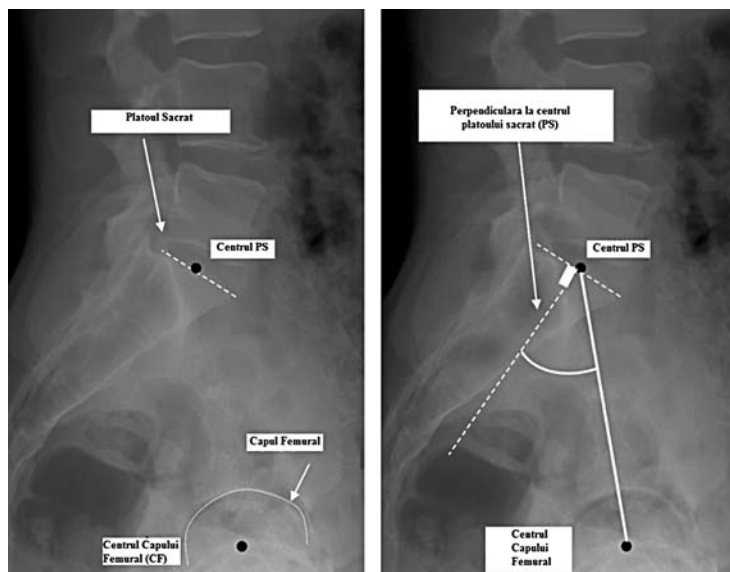 Platoul Sacrat
Centrul PS
Capul Femural
Centrul Capului
Femural (CF)
Perpendiculara la centrul
platoului sacrat (PS)
Centrul PS
Centrul
Capului
Femural